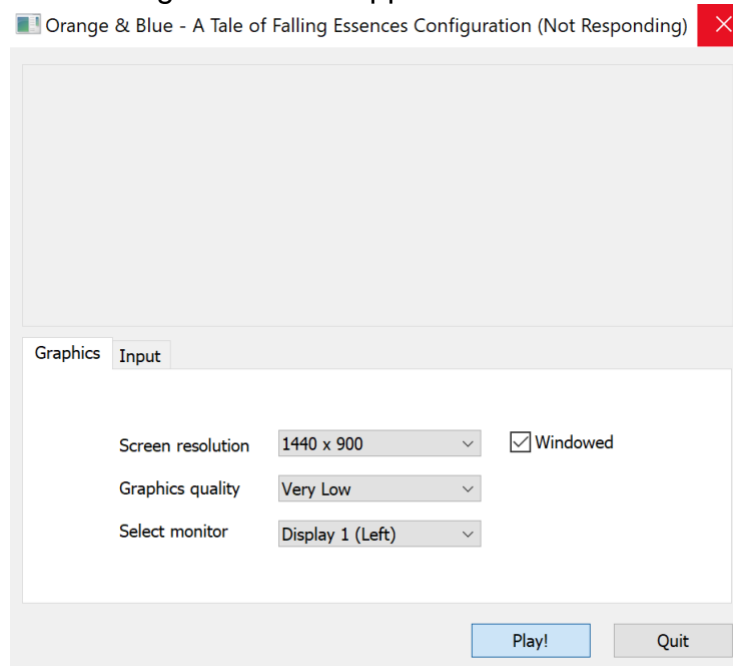 Orange & Blue - A Tale of Falling Essences Configuration (Not Responding)
Graphics Input
Screen resolution 1440 x 900 Windowed
Graphics quality Very Low
Select monitor Display 1 (Left)
Play! Quit